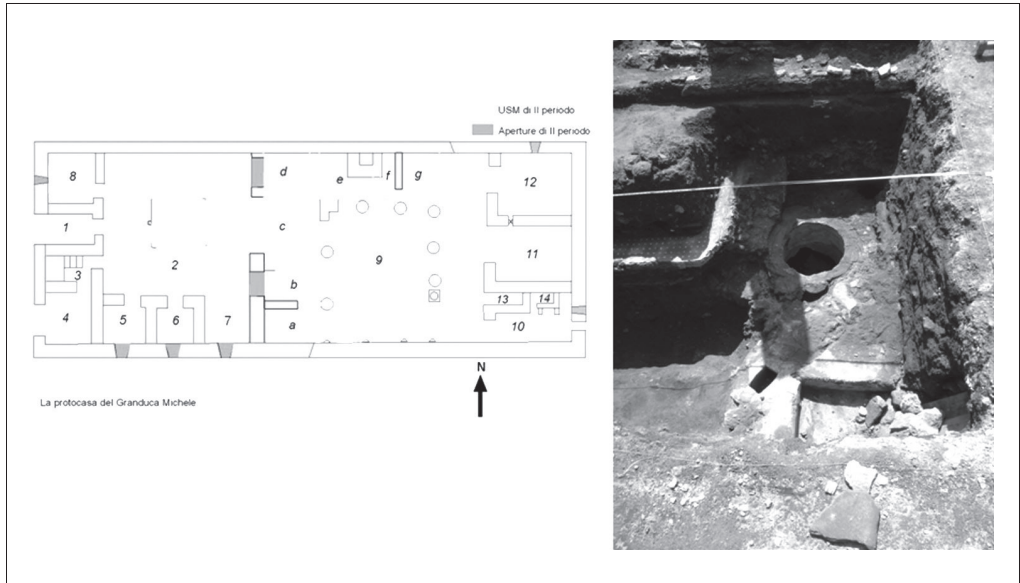 USM di II periodo
Aperture di II periodo
8
d
e
f
g
12
1
c
2
9
11
3
b
13
14
4
5
6
7
a
10
N
La protocasa del Granduca Michele